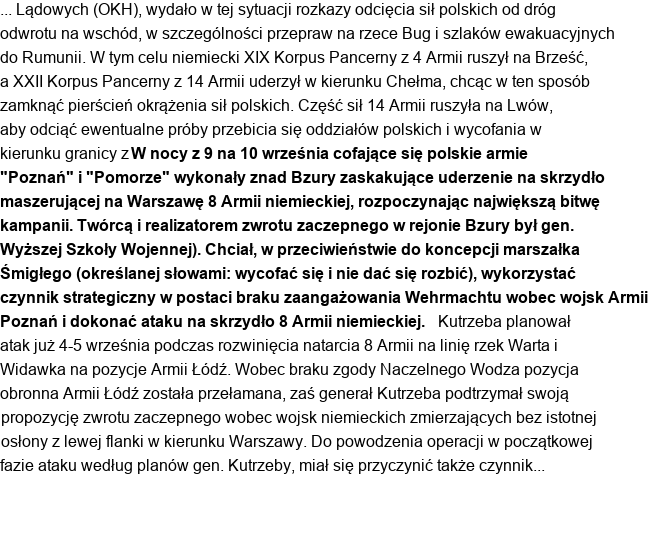 ... Lądowych (OKH), wydało w tej sytuacji rozkazy odcięcia sił polskich od dróg
odwrotu na wschód, w szczególności przepraw na rzece Bug i szlaków ewakuacyjnych
do Rumunii. W tym celu niemiecki XIX Korpus Pancerny z 4 Armii ruszył na Brześć,
a XXII Korpus Pancerny z 14 Armii uderzył w kierunku Chełma, chcąc w ten sposób
zamknąć pierścień okrążenia sił polskich. Część sił 14 Armii ruszyła na Lwów,
aby odciąć ewentualne próby przebicia się oddziałów polskich i wycofania w
kierunku granicy z W nocy z 9 na 10 września cofające się polskie armie
"Poznań" i "Pomorze" wykonały znad Bzury zaskakujące uderzenie na skrzydło
maszerującej na Warszawę 8 Armii niemieckiej, rozpoczynając największą bitwę
kampanii. Twórcą i realizatorem zwrotu zaczepnego w rejonie Bzury był gen.
Wyższej Szkoły Wojennej). Chciał, w przeciwieństwie do koncepcji marszałka
Śmigłego (określanej słowami: wycofać się i nie dać się rozbić), wykorzystać
czynnik strategiczny w postaci braku zaangażowania Wehrmachtu wobec wojsk Armii
Poznań i dokonać ataku na skrzydło 8 Armii niemieckiej. Kutrzeba planował
atak już 4-5 września podczas rozwinięcia natarcia 8 Armii na linię rzek Warta i
Widawka na pozycje Armii Łódź. Wobec braku zgody Naczelnego Wodza pozycja
obronna Armii Łódź została przełamana, zaś generał Kutrzeba podtrzymał swoją
propozycję zwrotu zaczepnego wobec wojsk niemieckich zmierzających bez istotnej
osłony z lewej flanki w kierunku Warszawy. Do powodzenia operacji w początkowej
fazie ataku według planów gen. Kutrzeby, miał się przyczynić także czynnik...